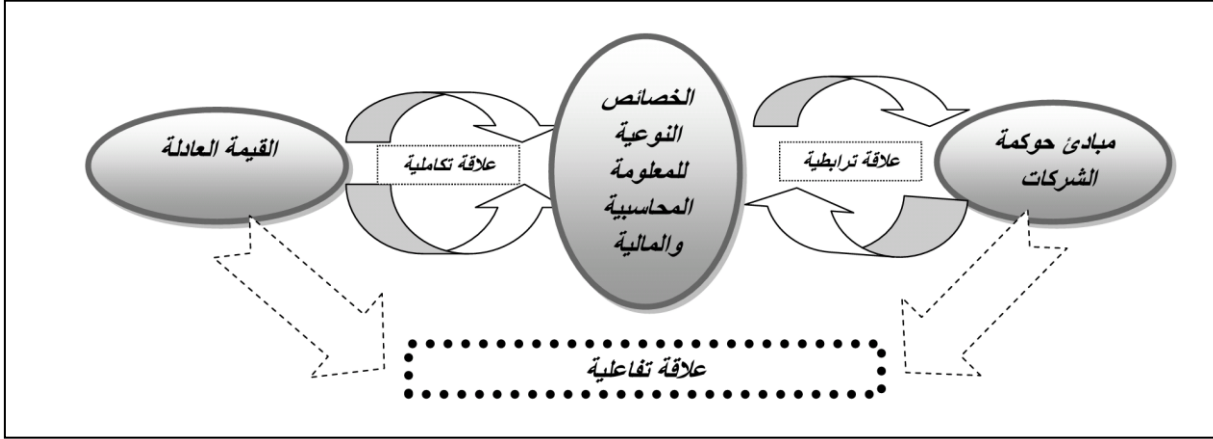 مبادئ حوكمة
الشركات
علاقة ترابطية
الخصائص
النوعية
للمعلومة
المحاسبية
والمالية
علاقة تكاملية
القيمة العادلة
علاقة تفاعلية